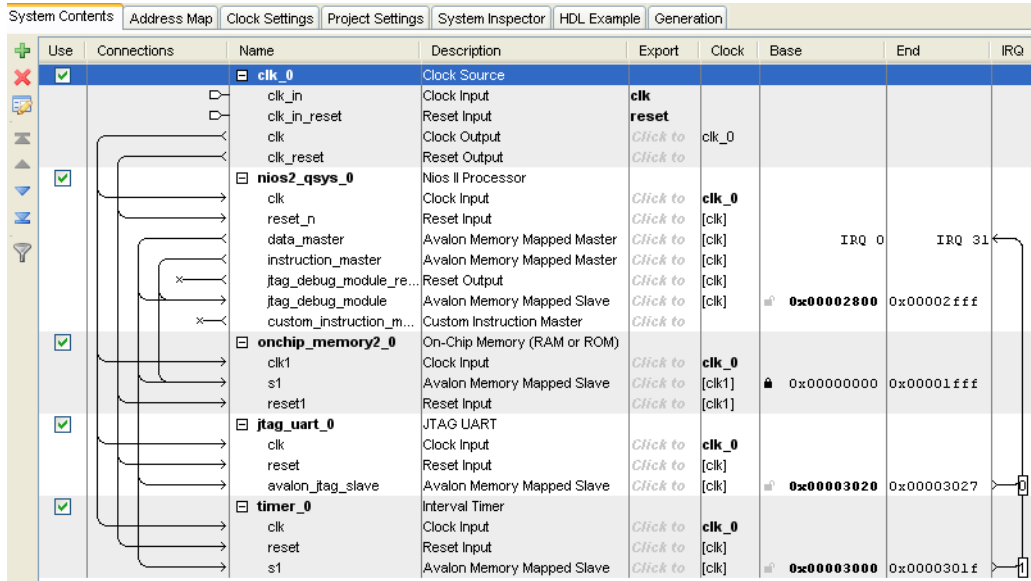 System Contents Address Map Clock Settings Project Settings System Inspector HDL Example Generation
Use Connections Name Description Export Clock Base End IRQ
clk_0 Clock Source
clk_in Clock Input clk
clk_in_reset Reset Input reset
clk Clock Output Click to clk_0
clk_reset Reset Output Click to
nios2_qsys_0 Nios II Processor
clk Clock Input Click to clk_0
reset_n Reset Input Click to [clk]
data_master Avalon Memory Mapped Master Click to [clk] IRQ 0 IRQ 31
instruction_master Avalon Memory Mapped Master Click to [clk]
jtag_debug_module_re... Reset Output Click to [clk]
jtag_debug_module Avalon Memory Mapped Slave Click to [clk] 0x00002800 0x00002fff
custom_instruction_m... Custom Instruction Master Click to
onchip_memory2_0 On-Chip Memory (RAM or ROM)
clk1 Clock Input Click to clk_0
s1 Avalon Memory Mapped Slave Click to [clk1] 0x00000000 0x00001fff
reset1 Reset Input Click to [clk1]
jtag_uart_0 JTAG UART
clk Clock Input Click to clk_0
reset Reset Input Click to [clk]
avalon_jtag_slave Avalon Memory Mapped Slave Click to [clk] 0x00003020 0x00003027 0
timer_0 Interval Timer
clk Clock Input Click to clk_0
reset Reset Input Click to [clk]
s1 Avalon Memory Mapped Slave Click to [clk] 0x00003000 0x0000301f 1